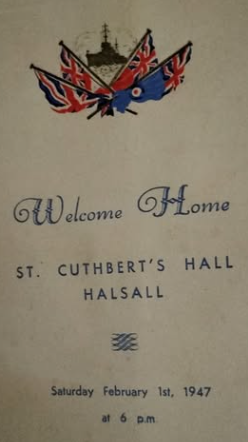 Welcome Home
ST. CUTHBERT'S HALL
HALSALL
Saturday February 1st, 1947
at 6 p.m